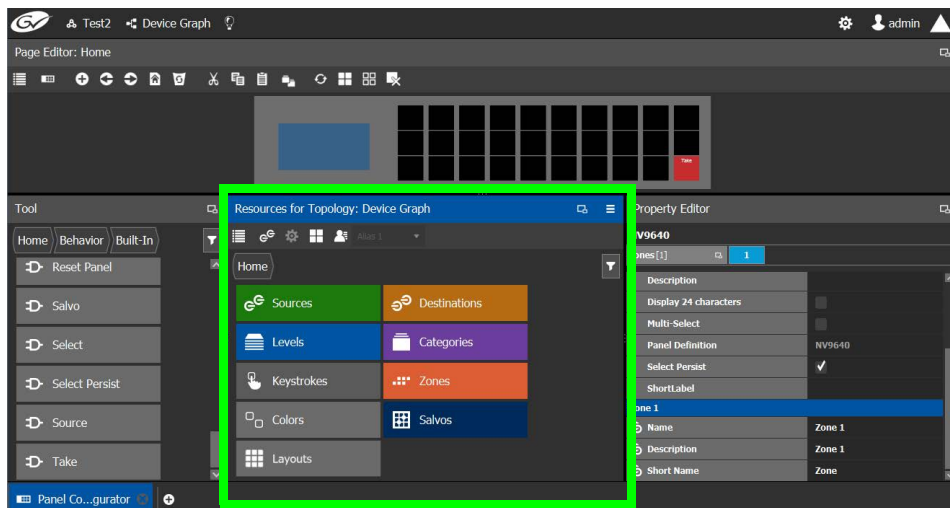 GV Test2 Device Graph admin
Page Editor: Home
Take
Tool
Home Behavior Built-In
Reset Panel
Salvo
Select
Select Persist
Source
Take
Resources for Topology: Device Graph
Alias 1
Home
Sources Destinations
Levels Categories
Keystrokes Zones
Colors Salvos
Layouts
Property Editor
NV9640
ones[1] 1
Description
Display 24 characters
Multi-Select
Panel Definition NV9640
Select Persist
ShortLabel
one 1
Name Zone 1
Description Zone 1
Short Name Zone
Panel Co...gurator